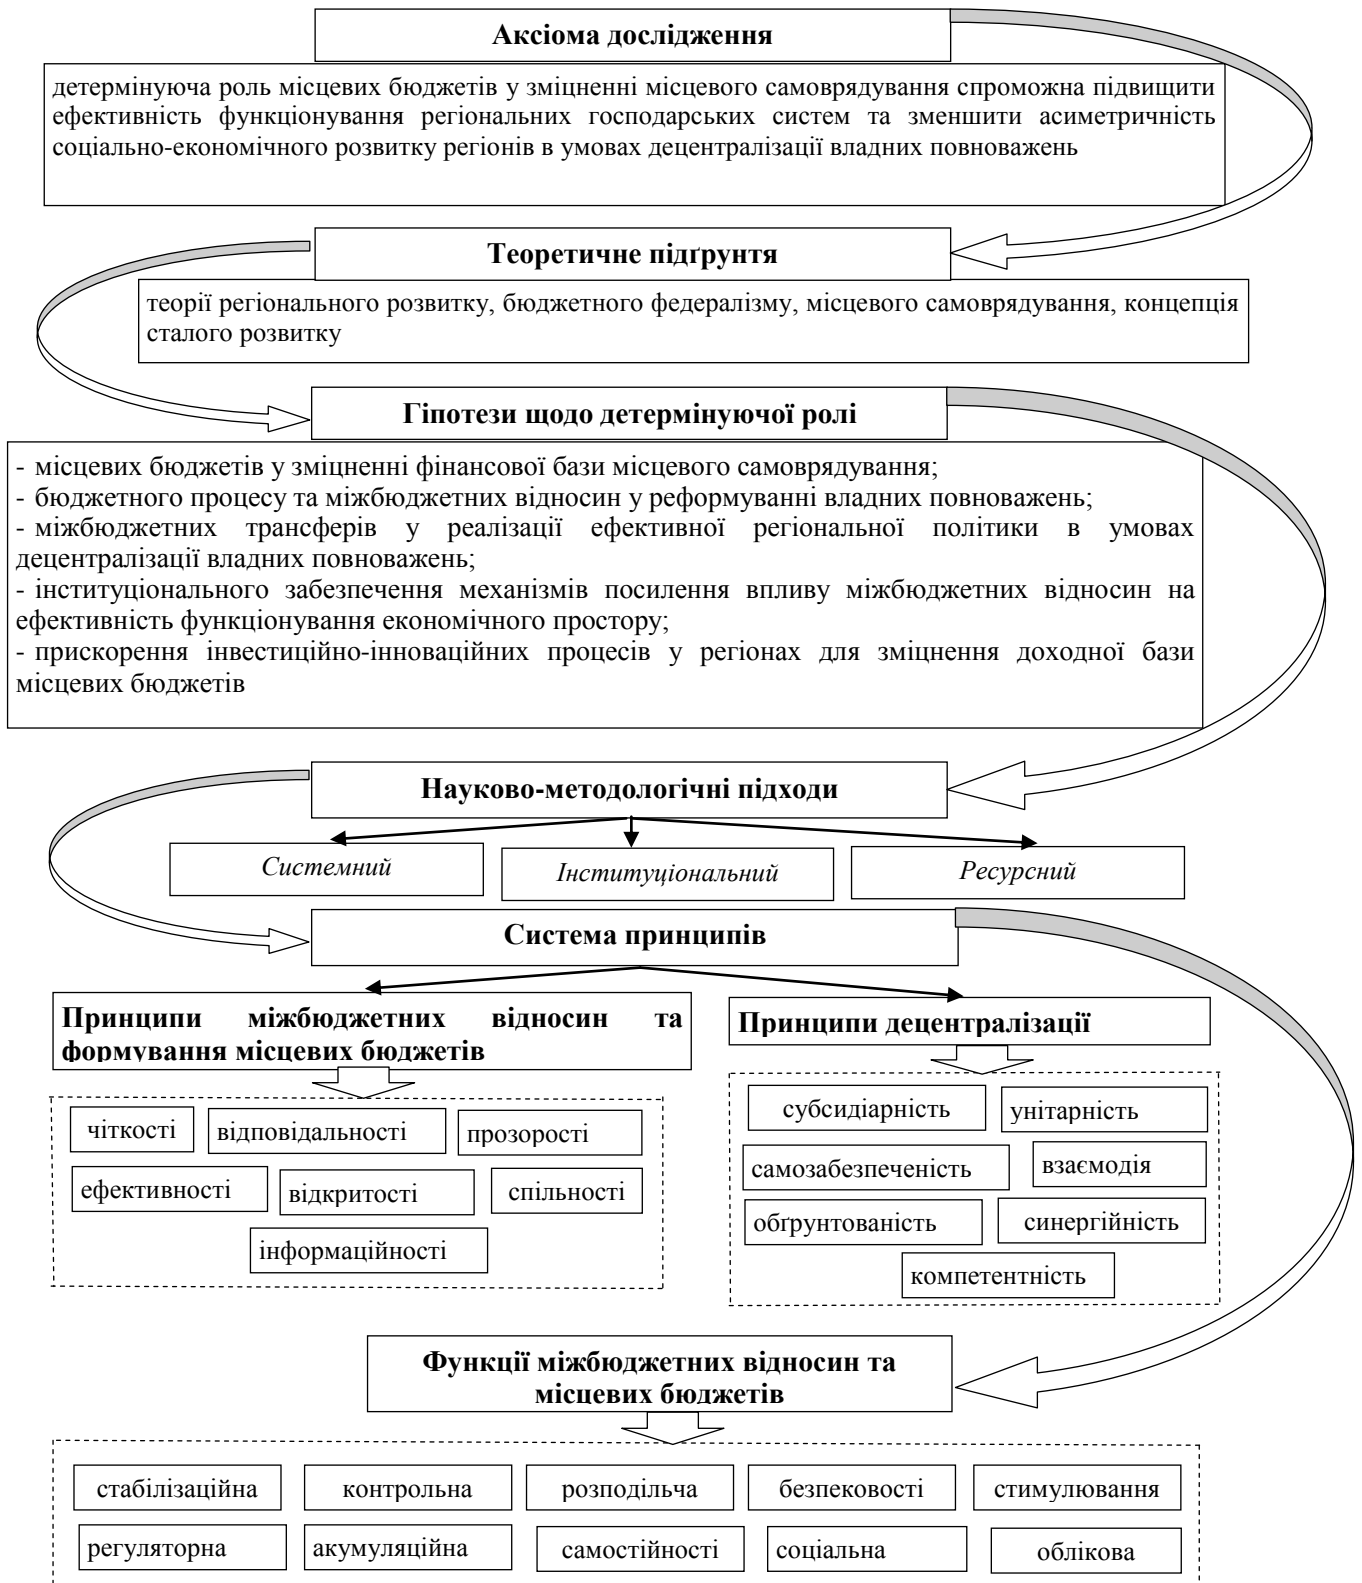 Аксіома дослідження
детермінуюча роль місцевих бюджетів у зміцненні місцевого самоврядування спроможна підвищити
ефективність функціонування регіональних господарських систем та зменшити асиметричність
соціально-економічного розвитку регіонів в умовах децентралізації владних повноважень
Теоретичне підґрунтя
теорії регіонального розвитку, бюджетного федералізму, місцевого самоврядування, концепція
сталого розвитку
Гіпотези щодо детермінуючої ролі
- місцевих бюджетів у зміцненні фінансової бази місцевого самоврядування;
- бюджетного процесу та міжбюджетних відносин у реформуванні владних повноважень;
- міжбюджетних трансферів у реалізації ефективної регіональної політики в умовах
децентралізації владних повноважень;
- інституціонального забезпечення механізмів посилення впливу міжбюджетних відносин на
ефективність функціонування економічного простору;
- прискорення інвестиційно-інноваційних процесів у регіонах для зміцнення доходної бази
місцевих бюджетів
Науково-методологічні підходи
Системний
Інституціональний
Ресурсний
Система принципів
Принципи міжбюджетних відносин та
формування місцевих бюджетів
Принципи децентралізації
чіткості
відповідальності
прозорості
ефективності
відкритості
спільності
інформаційності
субсидіарність
унітарність
самозабезпеченість
взаємодія
обґрунтованість
синергійність
компетентність
Функції міжбюджетних відносин та
місцевих бюджетів
стабілізаційна
контрольна
розподільча
безпековості
стимулювання
регуляторна
акумуляційна
самостійності
соціальна
облікова